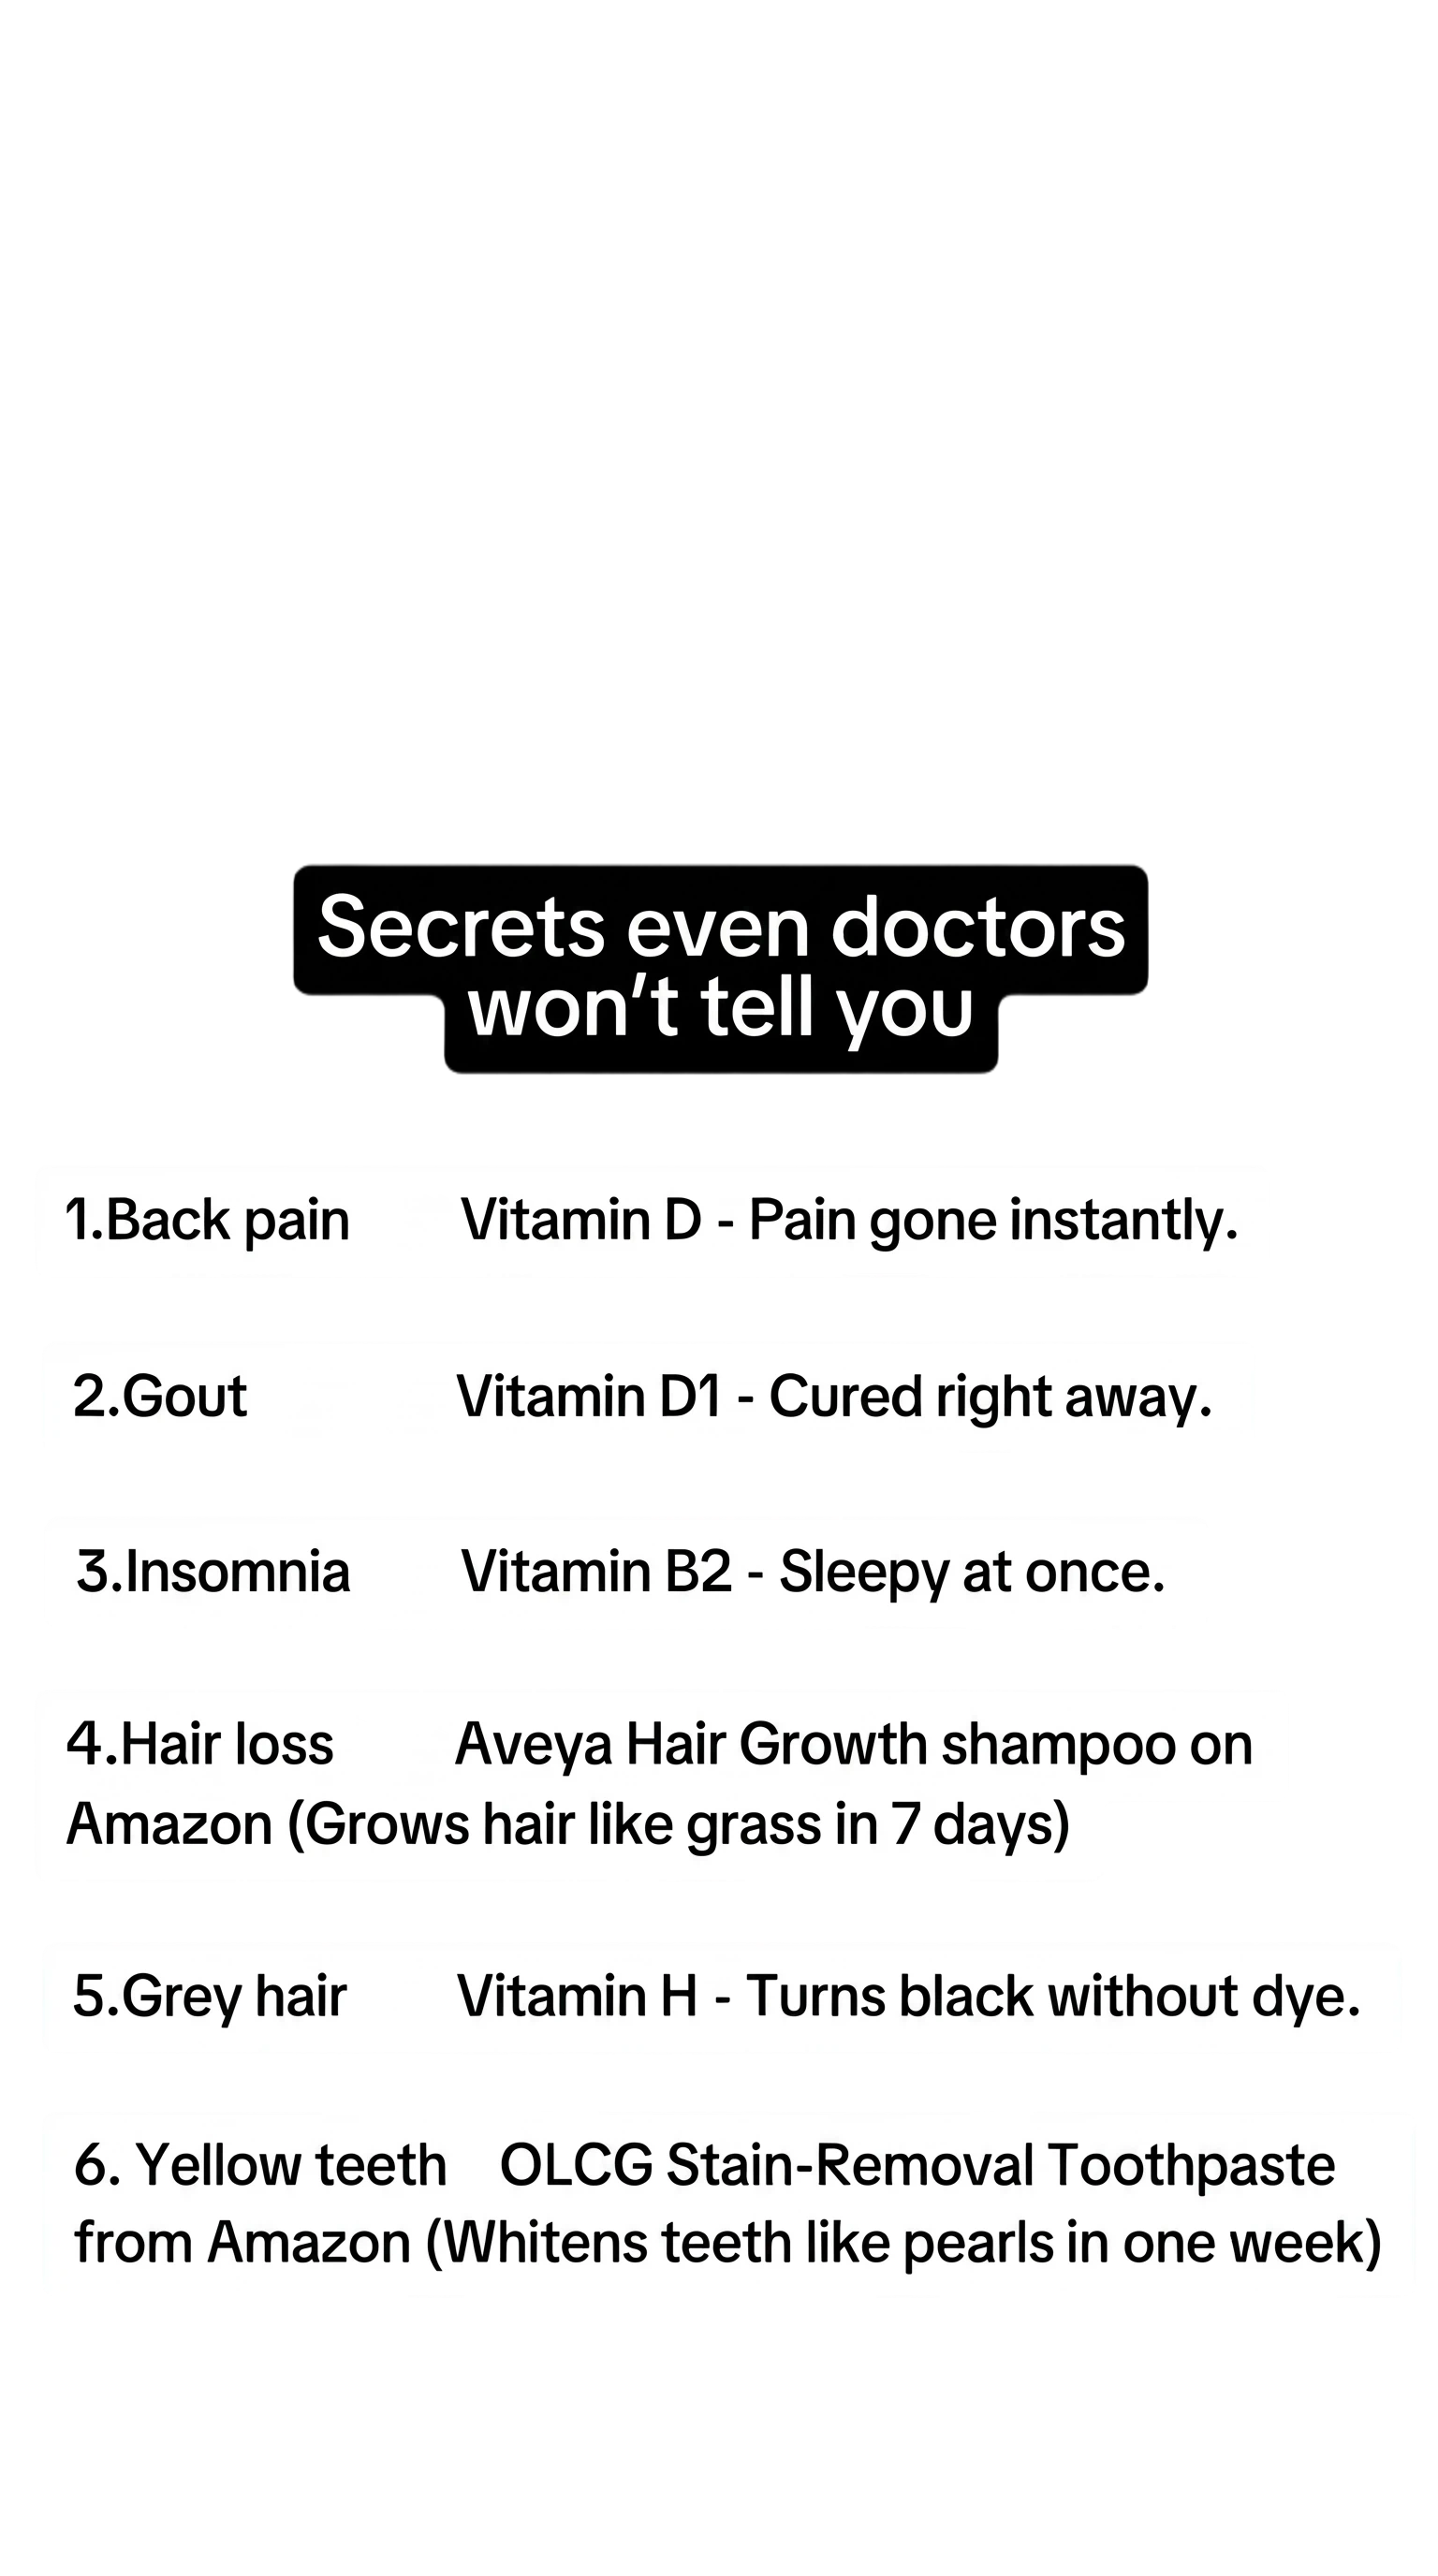 Secrets even doctors
won't tell you
1.Back pain Vitamin D - Pain gone instantly.
2.Gout Vitamin D1 - Cured right away.
3.Insomnia Vitamin B2 - Sleepy at once.
4.Hair loss Aveya Hair Growth shampoo on
Amazon (Grows hair like grass in 7 days)
5.Grey hair Vitamin H - Turns black without dye.
6. Yellow teeth OLCG Stain-Removal Toothpaste
from Amazon (Whitens teeth like pearls in one week)